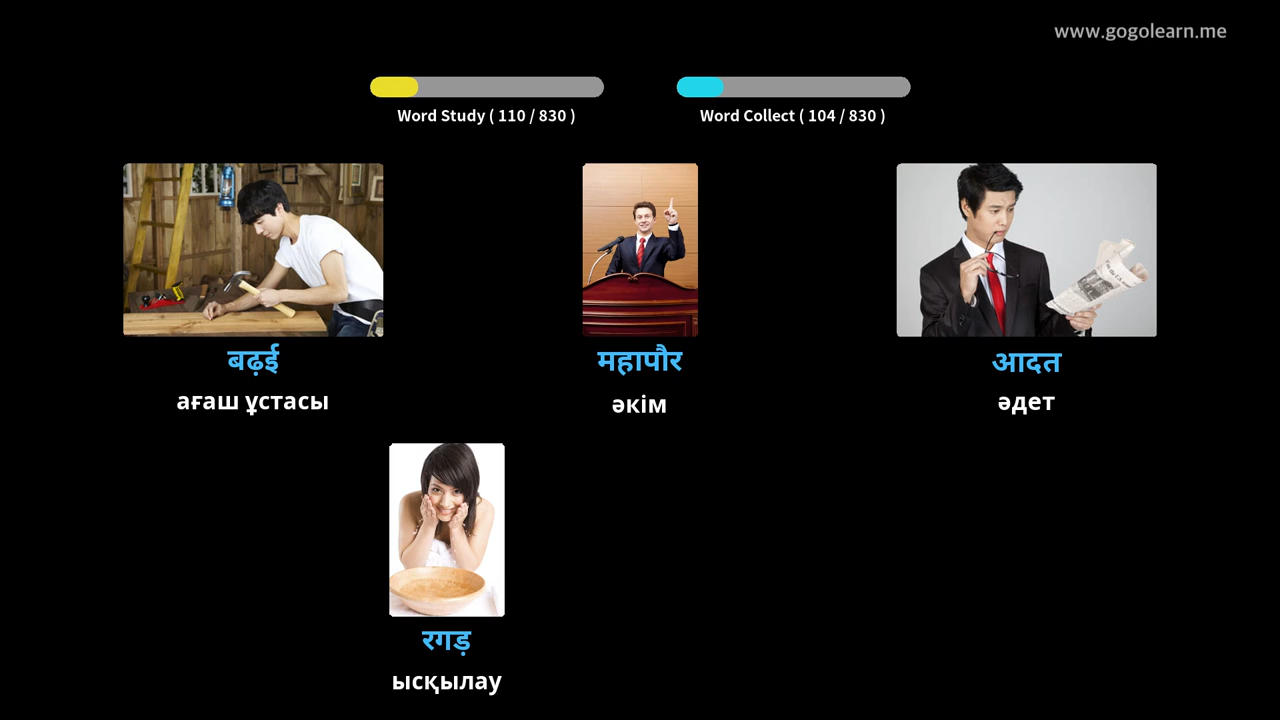 www.gogolearn.me
Word Study ( 110 / 830 )
Word Collect ( 104 / 830 )
बढ़ई
महापौर
आदत
ағаш ұстасы
әкім
әдет
रगड़
ысқылау